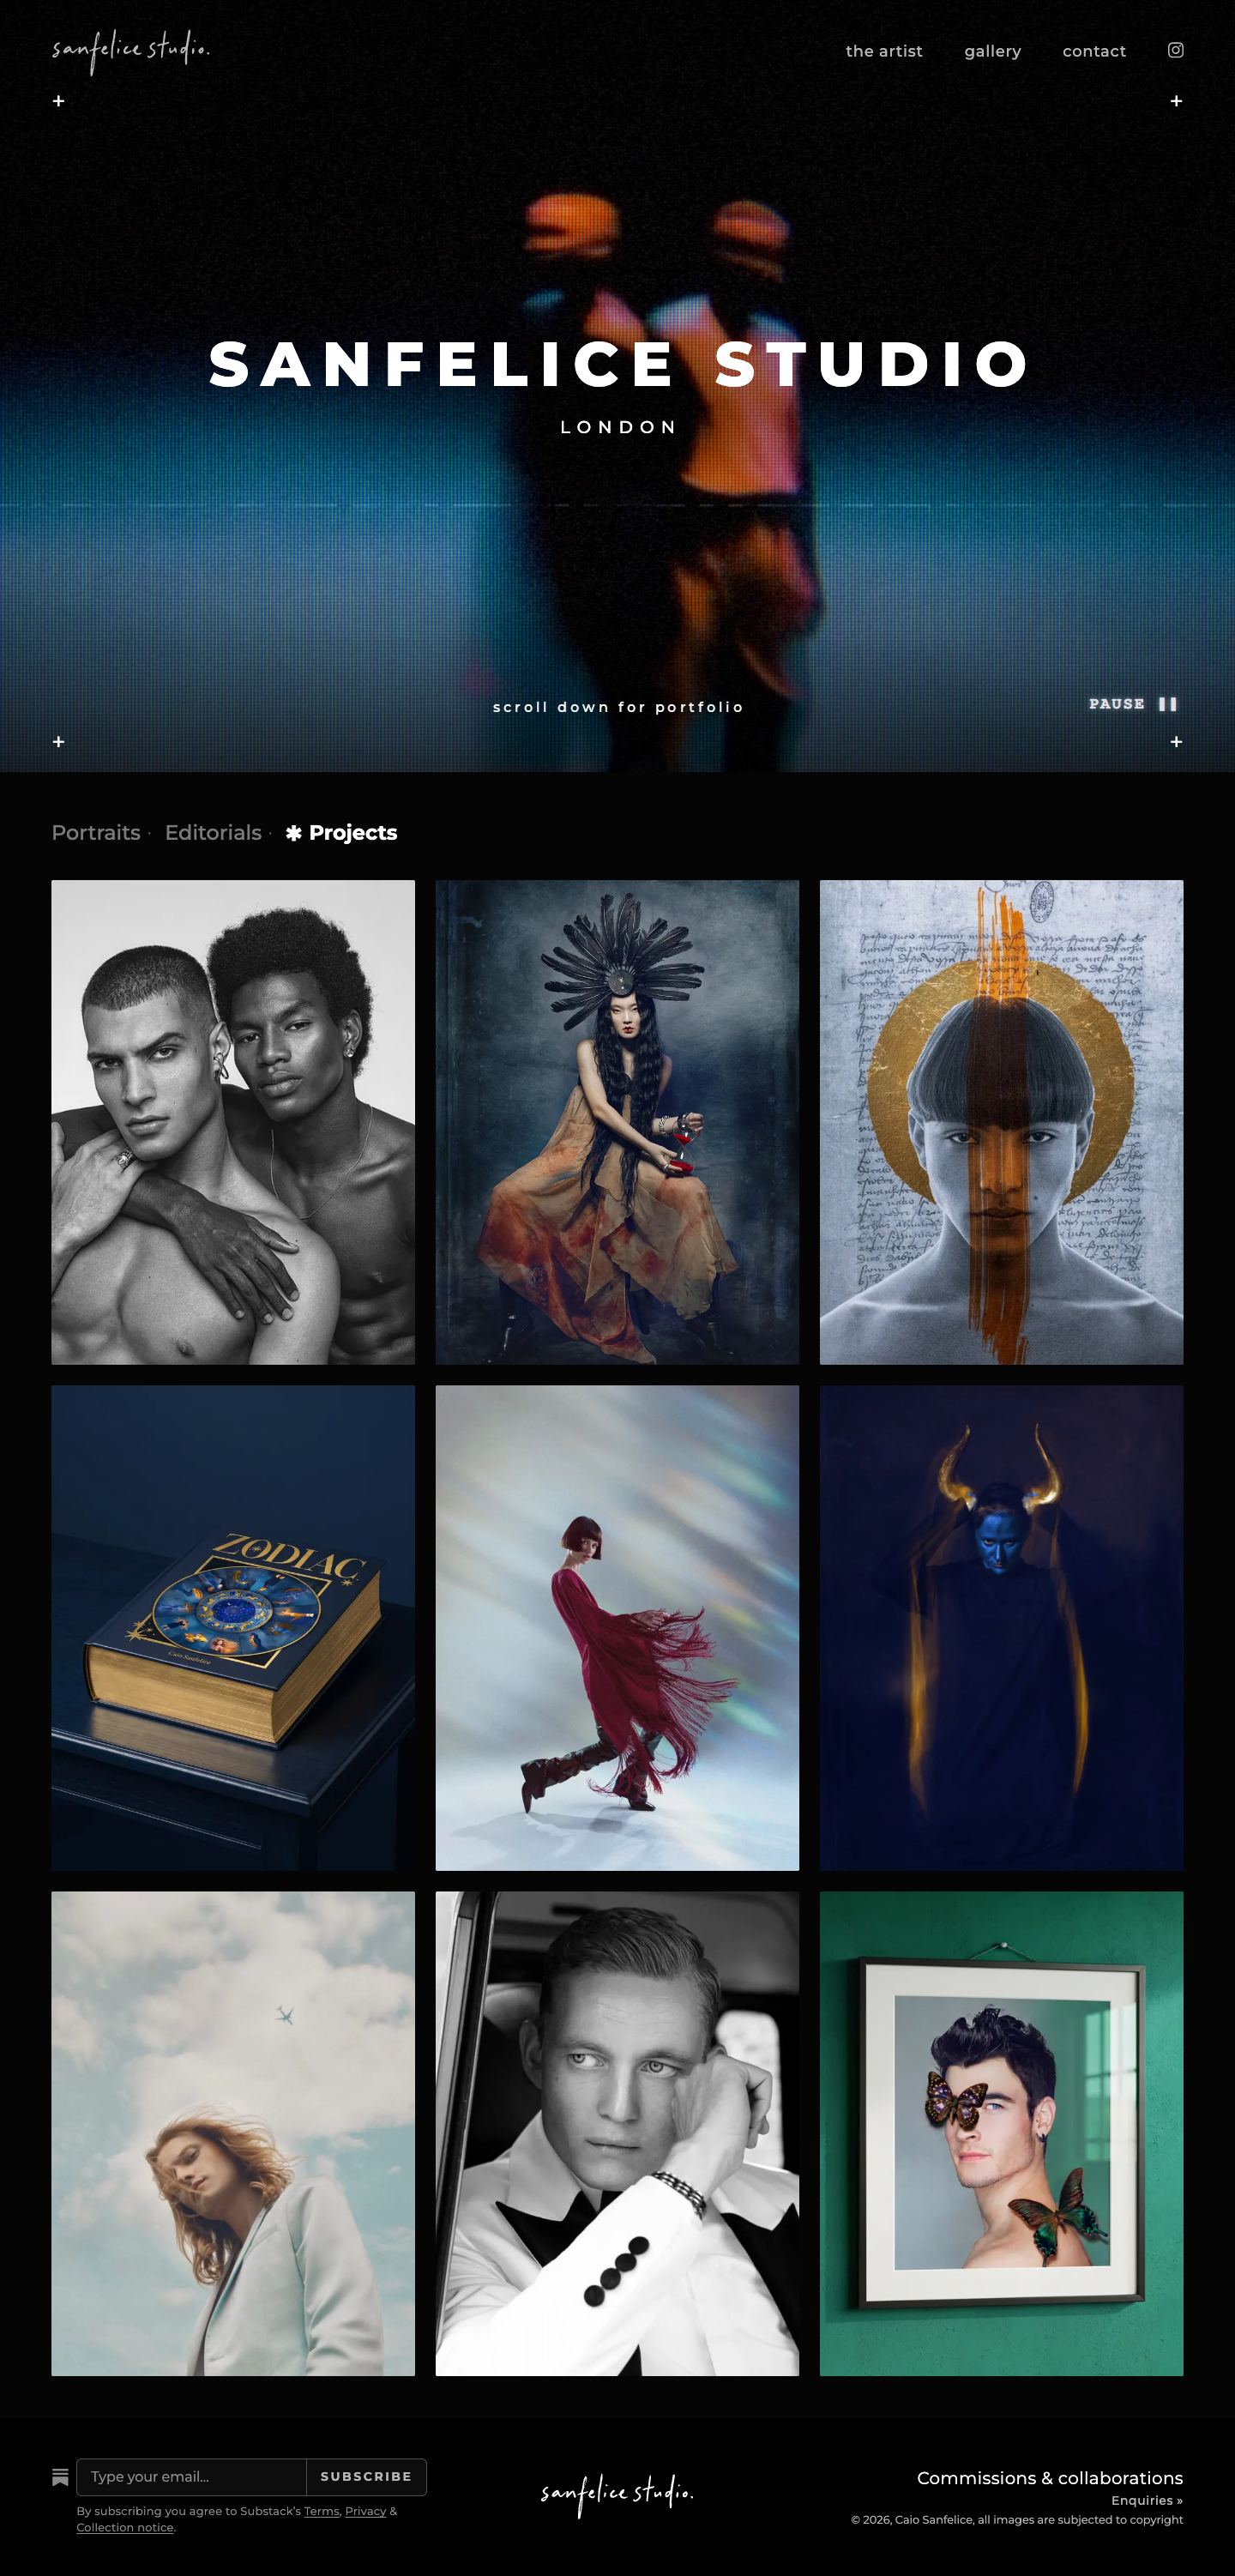 sanfelice studio.
the artist
gallery
contact
+ +
SANFELICE STUDIO
LONDON
scroll down for portfolio
PAUSE
+ +
Portraits · Editorials · ✱ Projects
ZODIAC
Caio Sanfelice
Type your email...
SUBSCRIBE
By subscribing you agree to Substack's Terms, Privacy &
Collection notice.
sanfelice studio.
Commissions & collaborations
Enquiries »
© 2026, Caio Sanfelice, all images are subjected to copyright